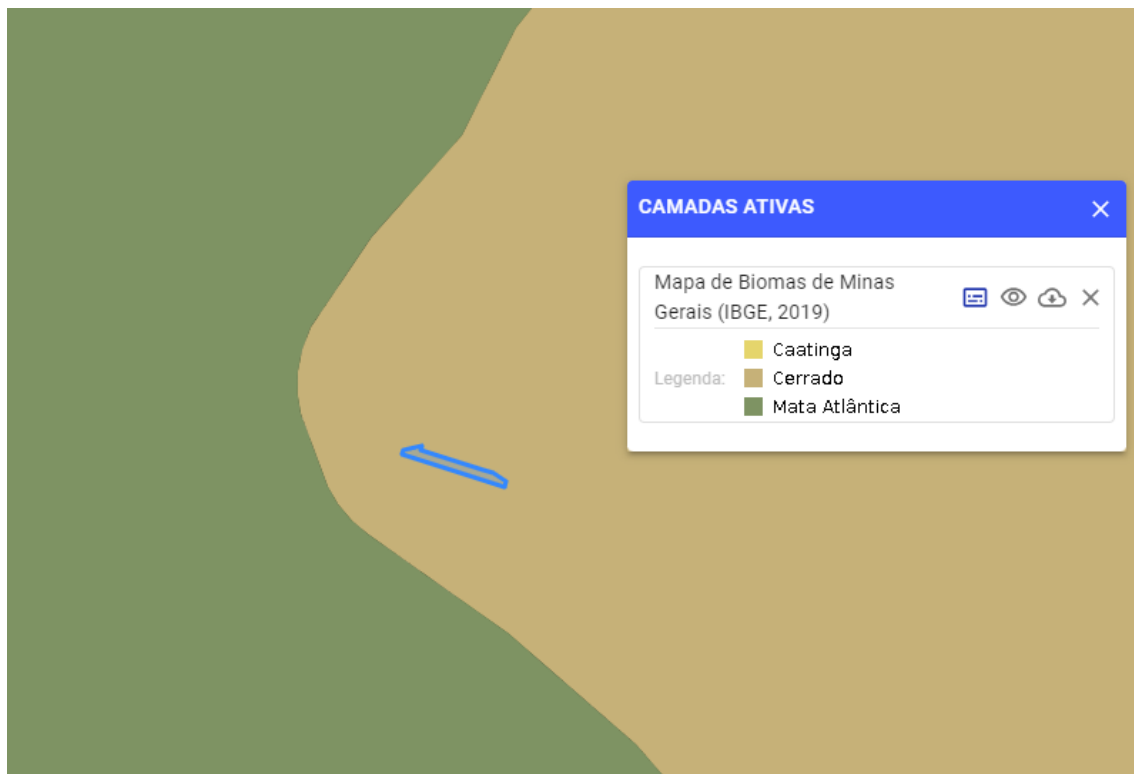 CAMADAS ATIVAS
Mapa de Biomas de Minas
Gerais (IBGE, 2019)
Legenda:
Caatinga
Cerrado
Mata Atlântica